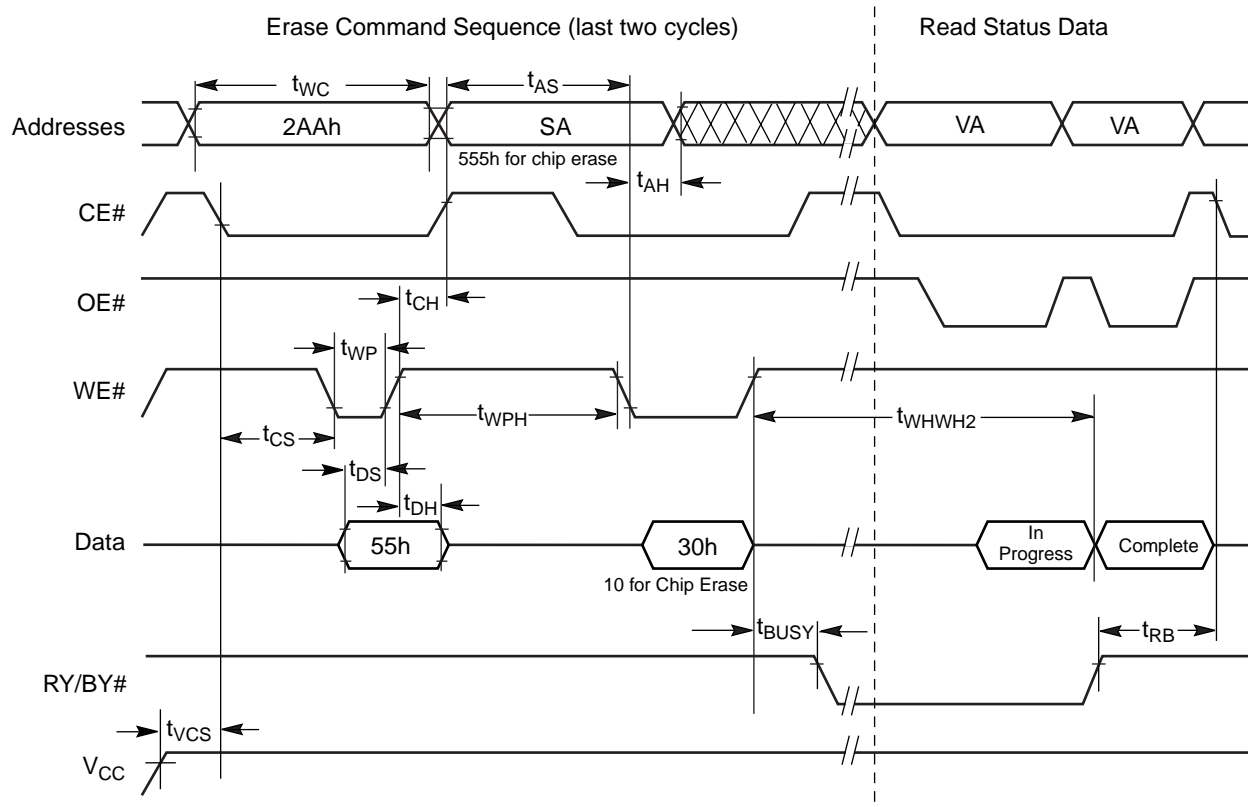 Erase Command Sequence (last two cycles)
Read Status Data
tWC
tAS
Addresses
2AAh
SA
VA
VA
555h for chip erase
tAH
CE#
OE#
tCH
tWP
WE#
tWPH
tWHWH2
tCS
tDS
tDH
Data
55h
30h
In
Progress
Complete
10 for Chip Erase
tBUSY
tRB
RY/BY#
tVCS
VCC